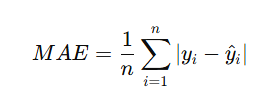 MAE = \frac{1}{n} \sum_{i=1}^{n} |y_i - \hat{y}_i|